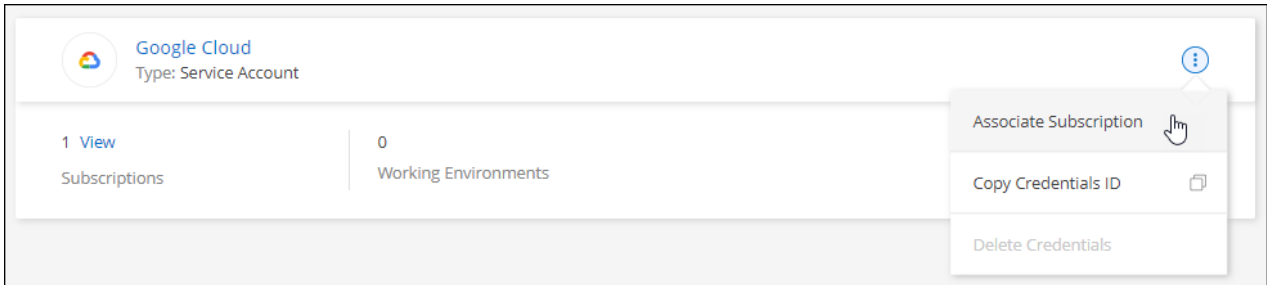 Google Cloud
Type: Service Account
Associate Subscription
1 View
0
Subscriptions
Working Environments
Copy Credentials ID
Delete Credentials